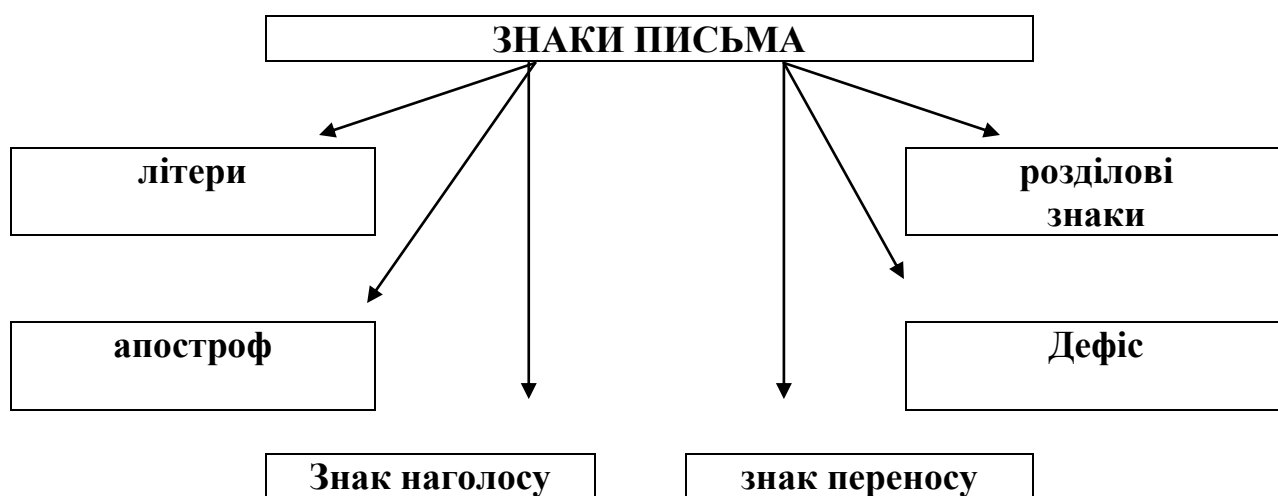 ЗНАКИ ПИСЬМА
літери
розділові
знаки
апостроф
Дефіс
Знак наголосу
знак переносу